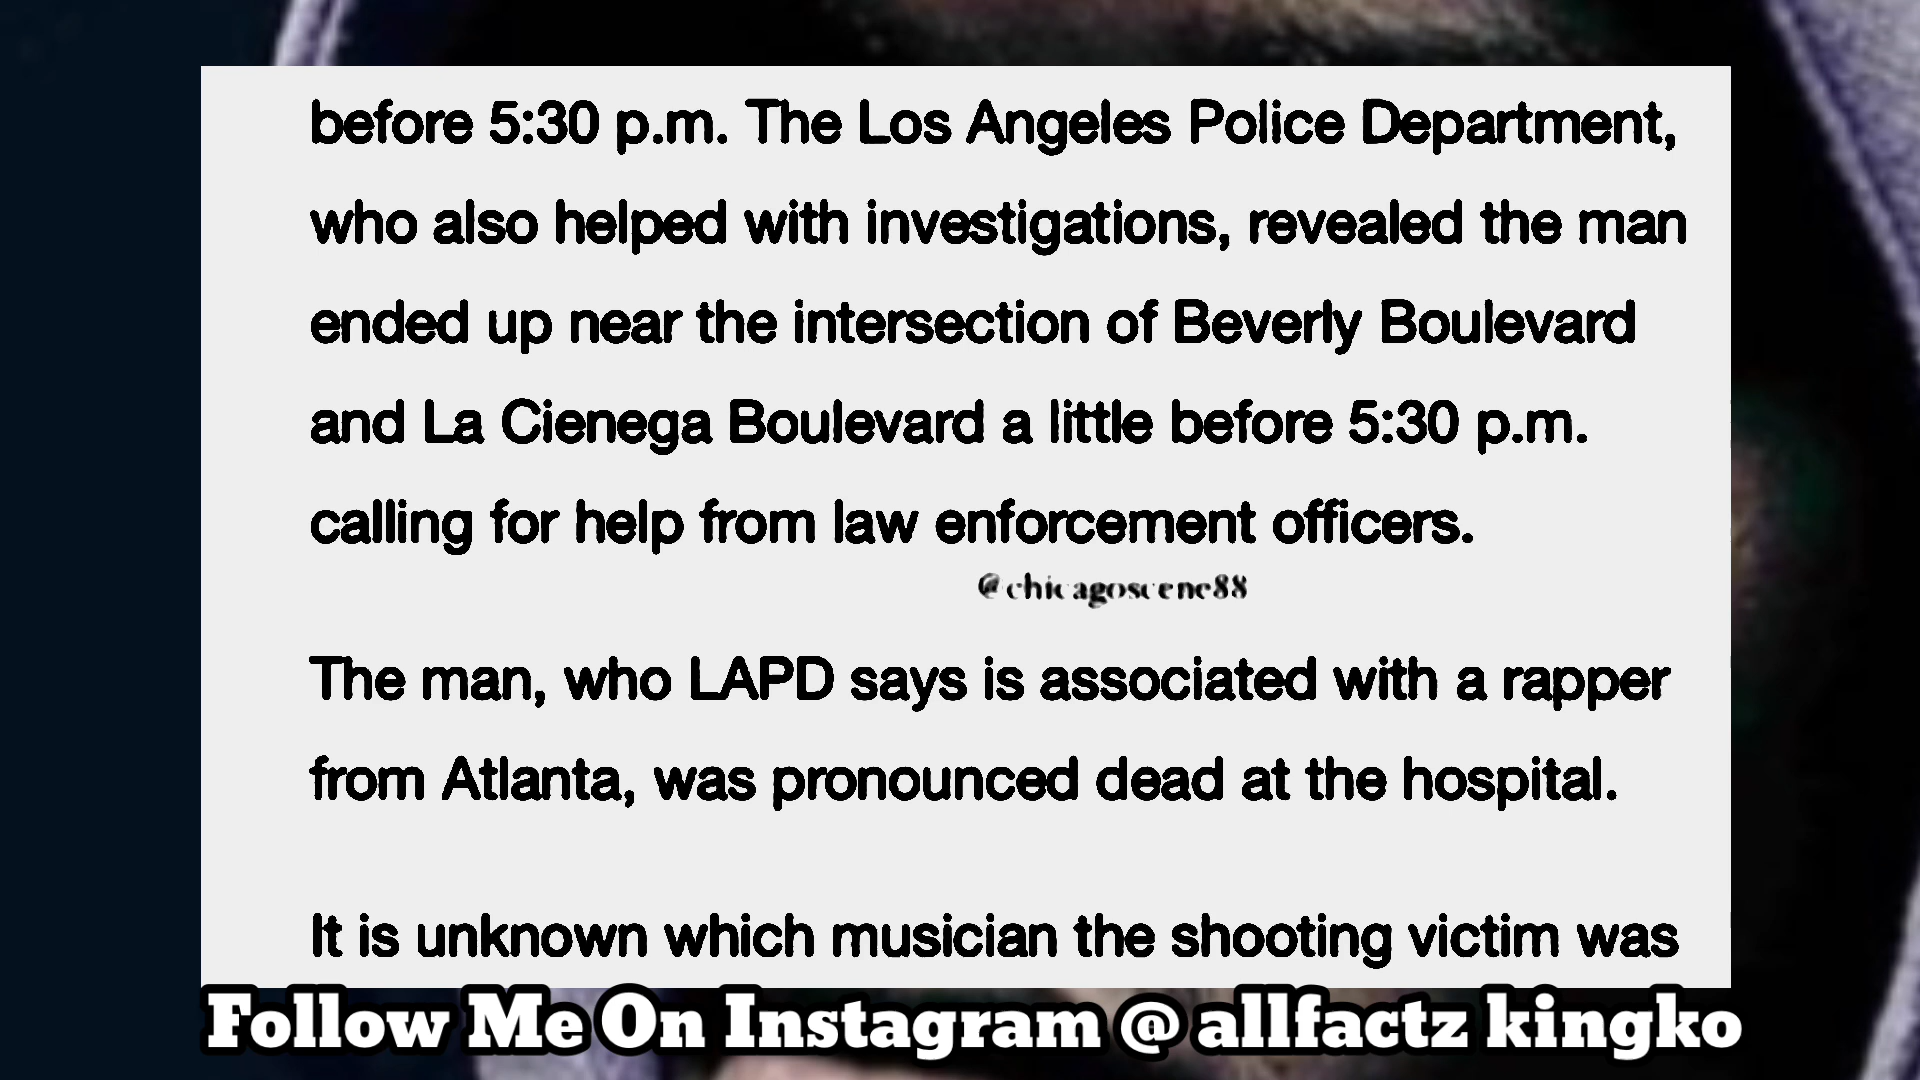 before 5:30 p.m. The Los Angeles Police Department,
who also helped with investigations, revealed the man
ended up near the intersection of Beverly Boulevard
and La Cienega Boulevard a little before 5:30 p.m.
calling for help from law enforcement officers.
@chicagoscene88
The man, who LAPD says is associated with a rapper
from Atlanta, was pronounced dead at the hospital.
It is unknown which musician the shooting victim was
Follow Me On Instagram @ allfactz kingko